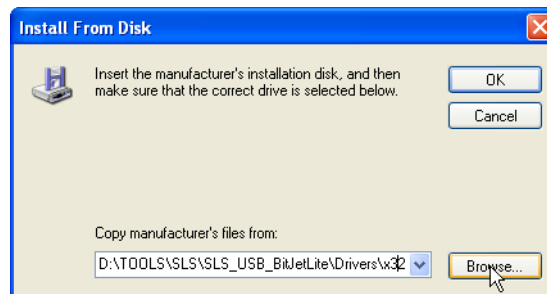 Install From Disk
Insert the manufacturer's installation disk, and then
make sure that the correct drive is selected below.
OK
Cancel
Copy manufacturer's files from:
D:\TOOLS\SLS\SLS_USB_BitJetLite\Drivers\x32
Browse...